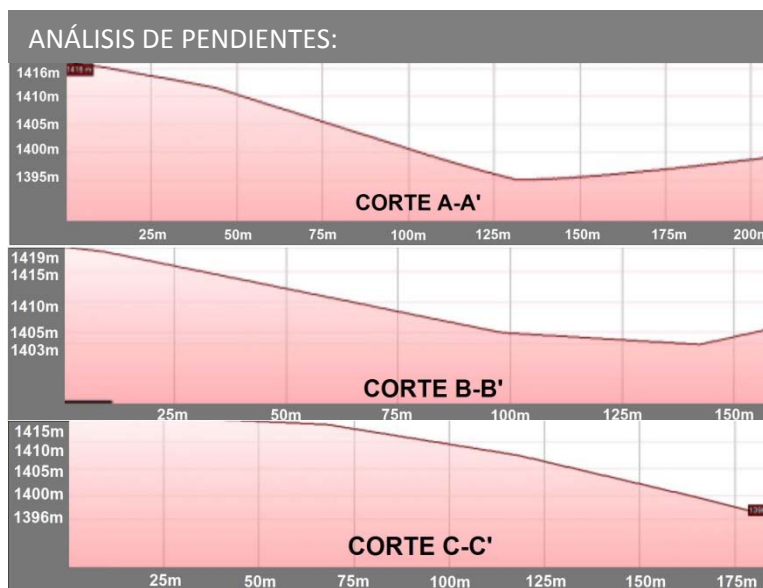 ANÁLISIS DE PENDIENTES:
1416m
1416 m
1410m
1405m
1400m
1395m
CORTE A-A'
25m 50m 75m 100m 125m 150m 175m 200m
1419m
1415m
1410m
1405m
1403m
CORTE B-B'
25m 50m 75m 100m 125m 150m
1415m
1410m
1405m
1400m
1396m
CORTE C-C'
25m 50m 75m 100m 125m 150m 175m